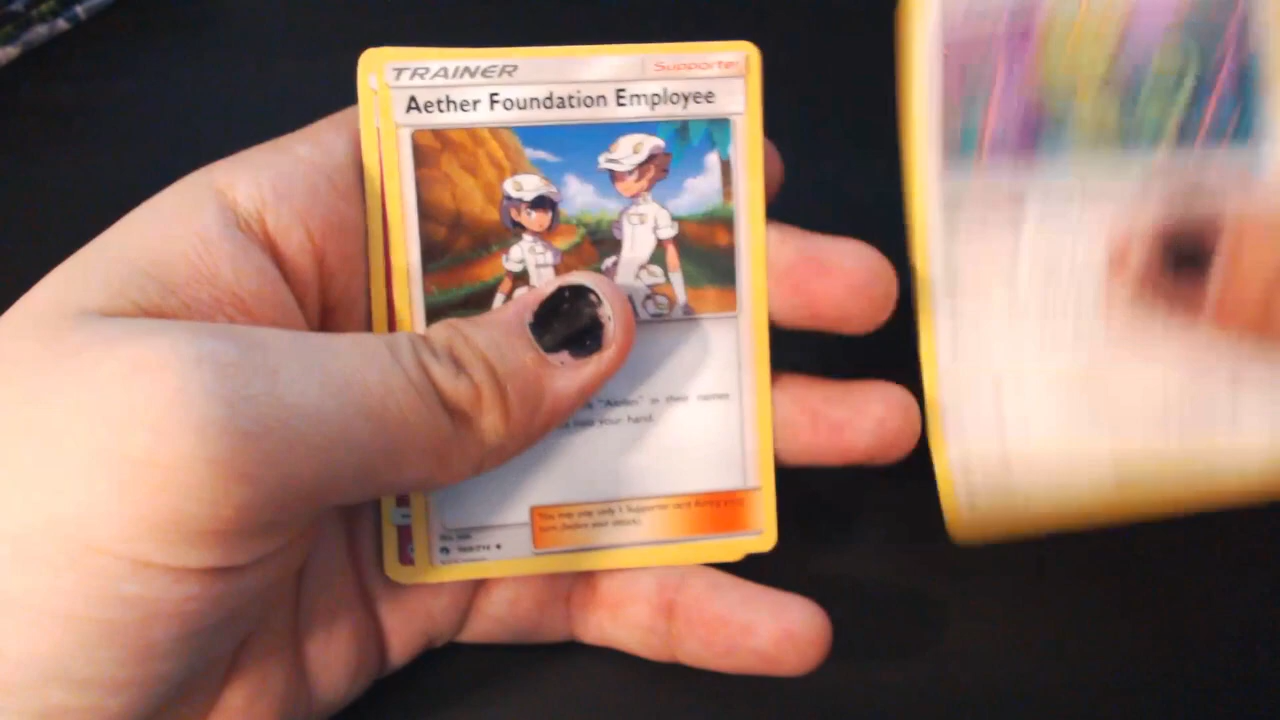 TRAINER
Supporter
Aether Foundation Employee
"Aether" in their names
into your hand.
You may play only 1 Supporter card during your
turn (before your attack).